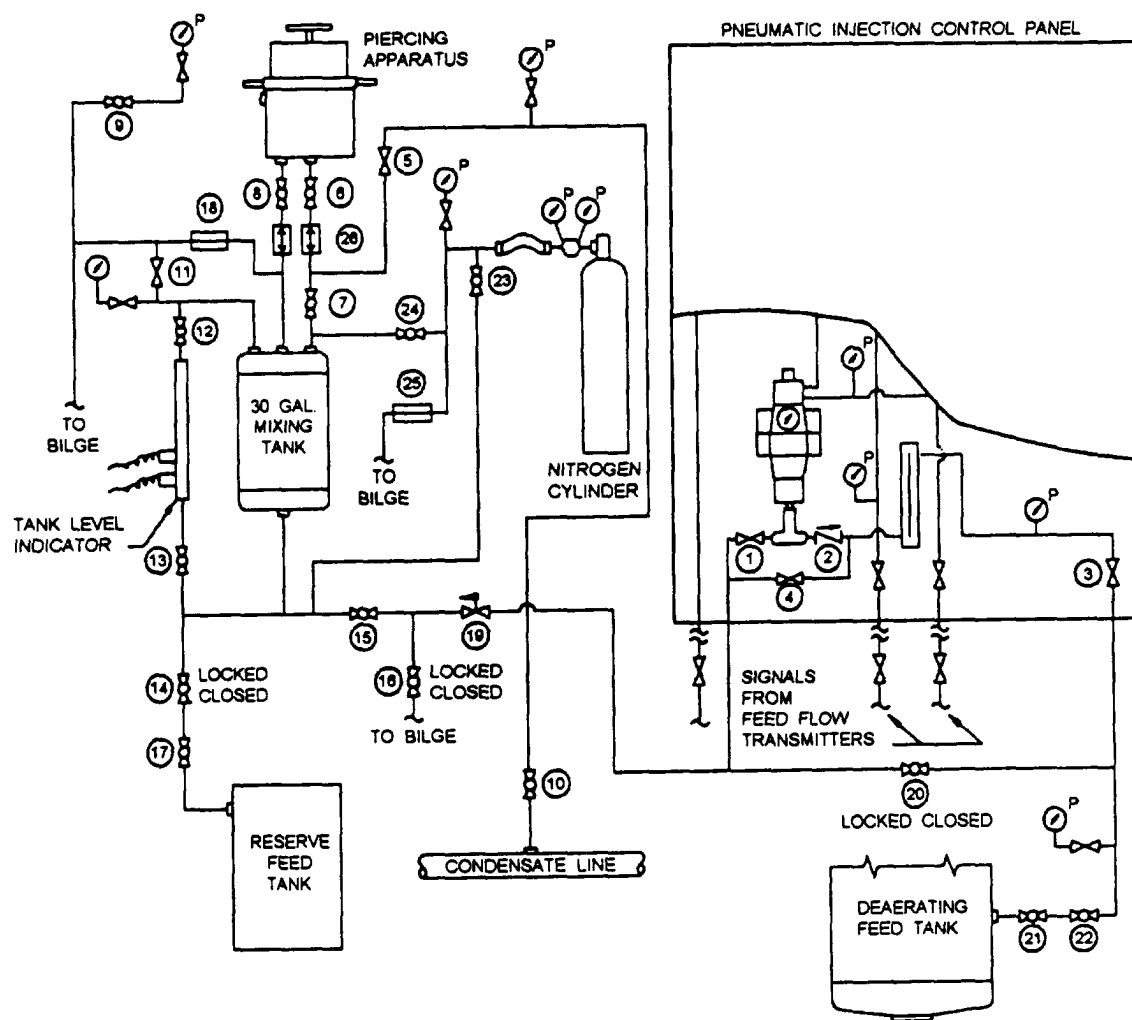 PNEUMATIC INJECTION CONTROL PANEL
PIERCING
APPARATUS
P
P
9
5
P
8
6
P
P
18
26
11
23
7
24
12
30 GAL.
MIXING
TANK
25
TO
BILGE
TO
BILGE
NITROGEN
CYLINDER
P
P
P
TANK LEVEL
INDICATOR
13
1
2
3
4
15
19
14
LOCKED
CLOSED
16
LOCKED
CLOSED
TO BILGE
SIGNALS
FROM
FEED FLOW
TRANSMITTERS
17
10
20
LOCKED CLOSED
P
RESERVE
FEED
TANK
CONDENSATE LINE
DEAERATING
FEED TANK
21
22